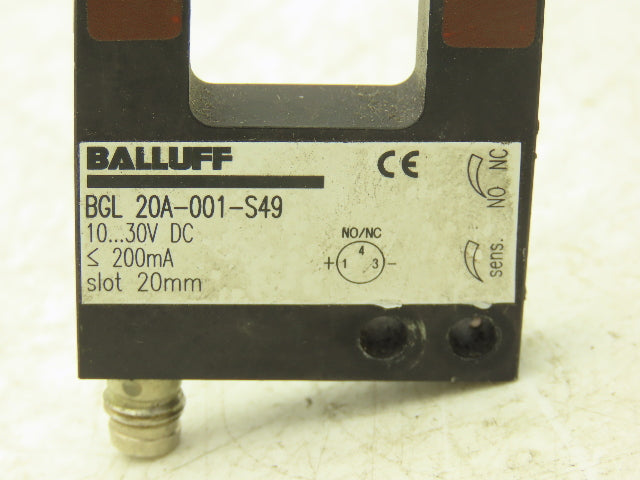 BALLUFF
CE
BGL 20A-001-S49
10...30V DC
≤ 200mA
slot 20mm
NO/NC
4
+ 1 3 -
NO NC
sens.